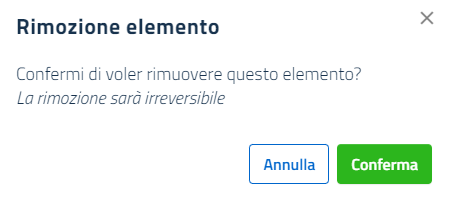 Rimozione elemento
Confermi di voler rimuovere questo elemento?
La rimozione sarà irreversibile
Annulla
Conferma